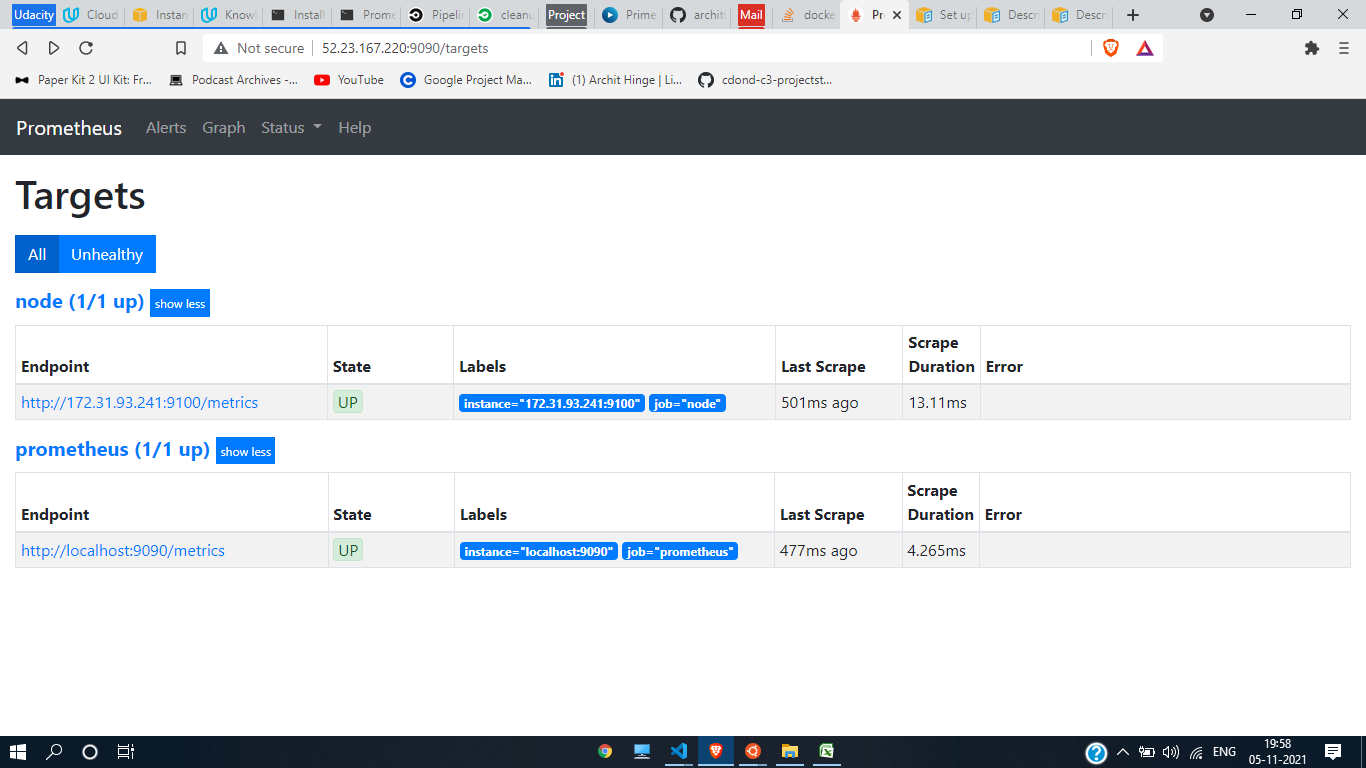 Udacity Cloud Instan Knowl Install Prome Pipelin cleanu Project Prime archit Mail docke Pr Set up Descri Descri
Not secure 52.23.167.220:9090/targets
Paper Kit 2 UI Kit: Fr... Podcast Archives -... YouTube Google Project Ma... (1) Archit Hinge | Li... cdond-c3-projectst...
Prometheus Alerts Graph Status Help
Targets
All Unhealthy
node (1/1 up) show less
Endpoint State Labels Last Scrape Scrape Duration Error
http://172.31.93.241:9100/metrics UP instance="172.31.93.241:9100" job="node" 501ms ago 13.11ms
prometheus (1/1 up) show less
Endpoint State Labels Last Scrape Scrape Duration Error
http://localhost:9090/metrics UP instance="localhost:9090" job="prometheus" 477ms ago 4.265ms
ENG 19:58
05-11-2021